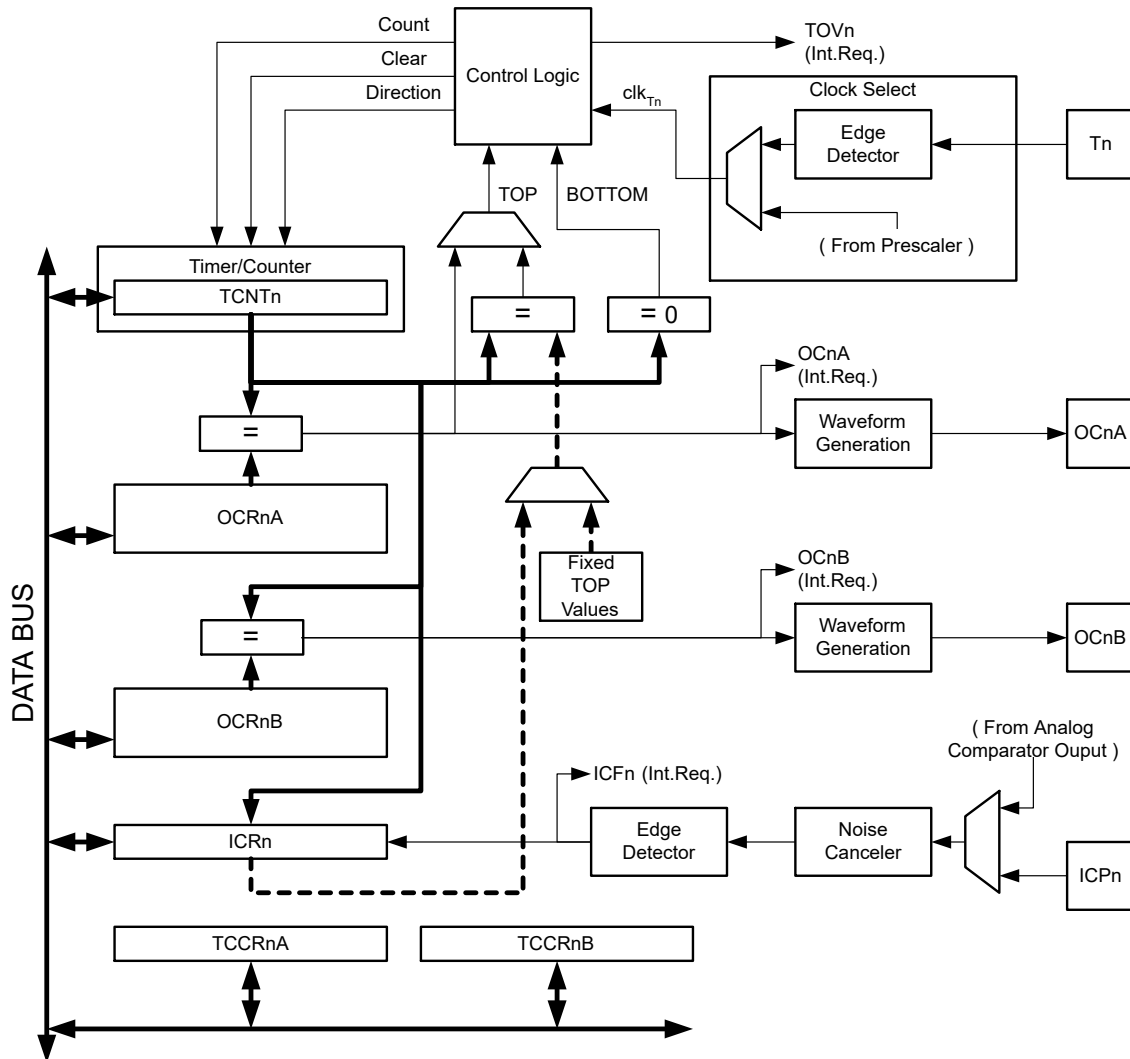 Count
Clear
Direction
Control Logic
TOVn
(Int.Req.)
clkTn
Clock Select
Edge
Detector
Tn
( From Prescaler )
TOP
BOTTOM
Timer/Counter
TCNTn
=
= 0
OCnA
(Int.Req.)
=
Waveform
Generation
OCnA
OCRnA
Fixed
TOP
Values
OCnB
(Int.Req.)
=
Waveform
Generation
OCnB
DATA BUS
OCRnB
( From Analog
Comparator Ouput )
ICFn (Int.Req.)
ICRn
Edge
Detector
Noise
Canceler
ICPn
TCCRnA
TCCRnB